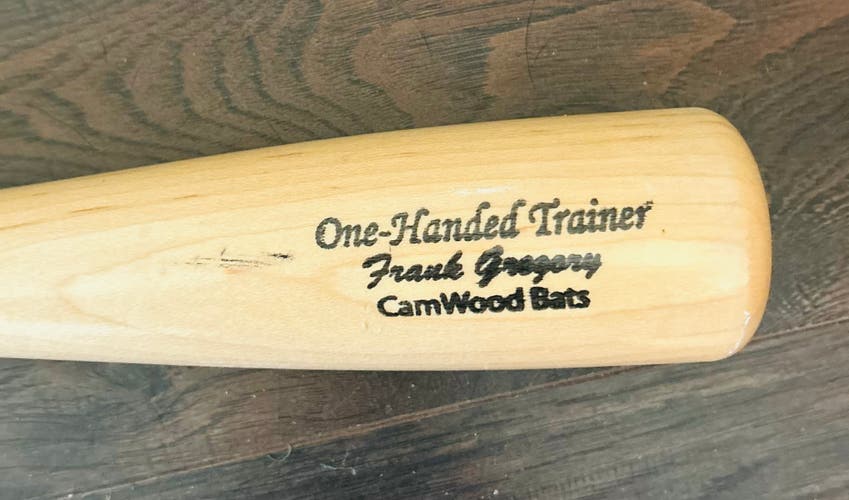 One-Handed Trainer
Frank Gregory
CamWood Bats